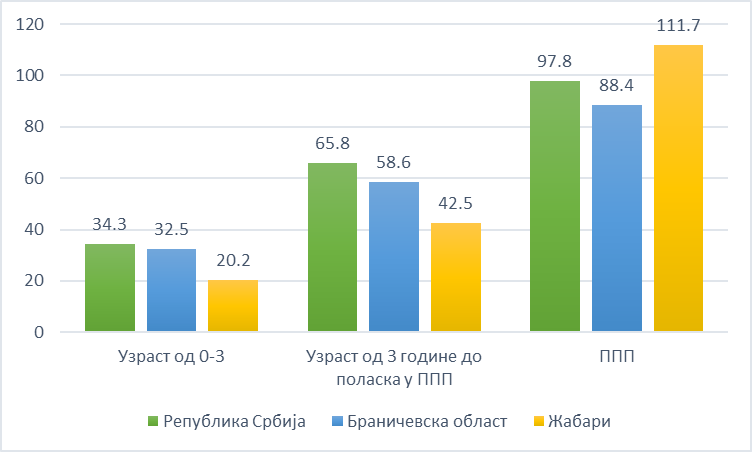 120
100
80
60
40
20
0
34.3
32.5
20.2
65.8
58.6
42.5
97.8
88.4
111.7
Узраст од 0-3
Узраст од 3 године до
поласка у ППП
ППП
Република Србија
Браничевска област
Жабари